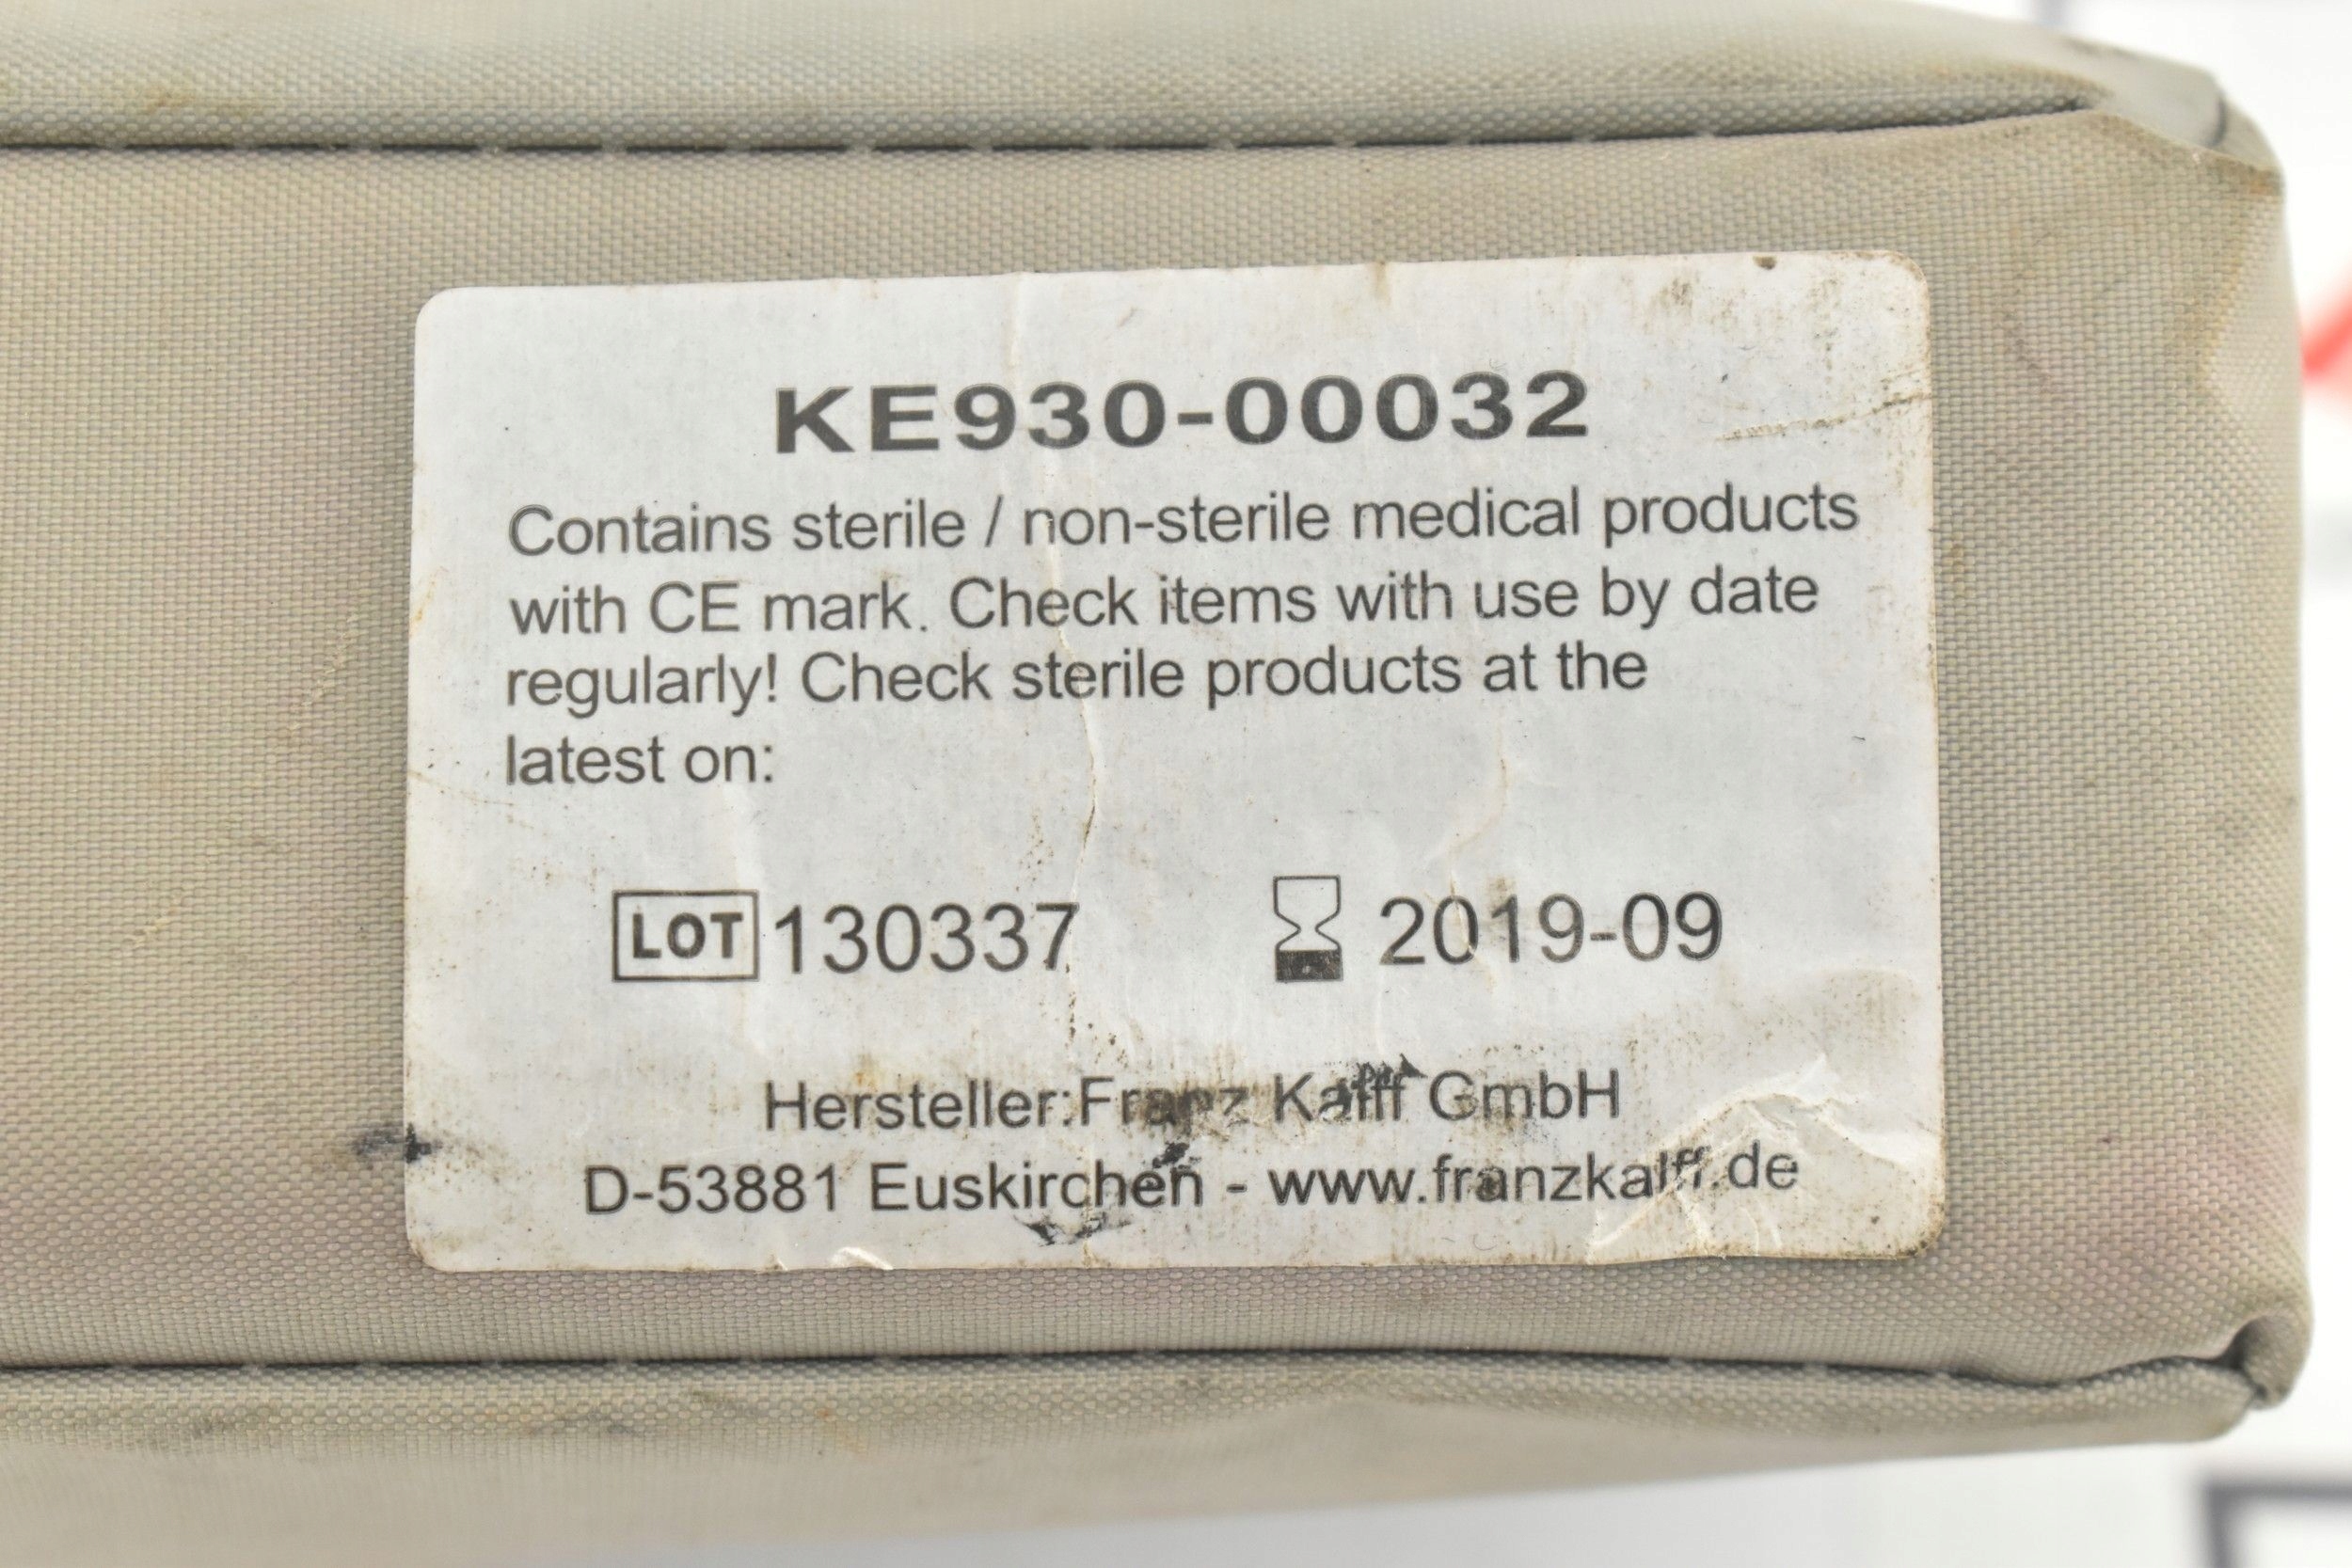 KE930-00032
Contains sterile / non-sterile medical products
with CE mark. Check items with use by date
regularly! Check sterile products at the
latest on:
LOT 130337 2019-09
Hersteller:Franz Kalff GmbH
D-53881 Euskirchen - www.franzkalff.de